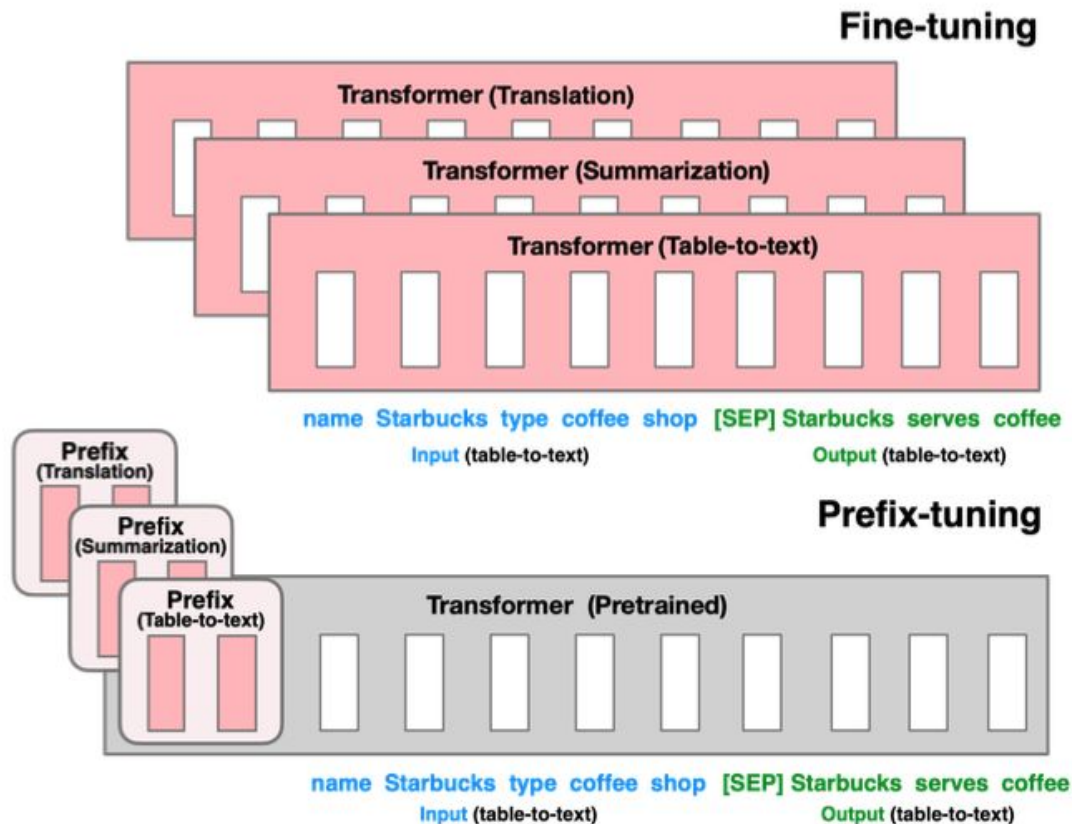 Fine-tuning
Transformer (Translation)
Transformer (Summarization)
Transformer (Table-to-text)
name Starbucks type coffee shop [SEP] Starbucks serves coffee
Input (table-to-text) Output (table-to-text)
Prefix
(Translation)
Prefix
(Summarization)
Prefix-tuning
Prefix
(Table-to-text)
Transformer (Pretrained)
name Starbucks type coffee shop [SEP] Starbucks serves coffee
Input (table-to-text) Output (table-to-text)